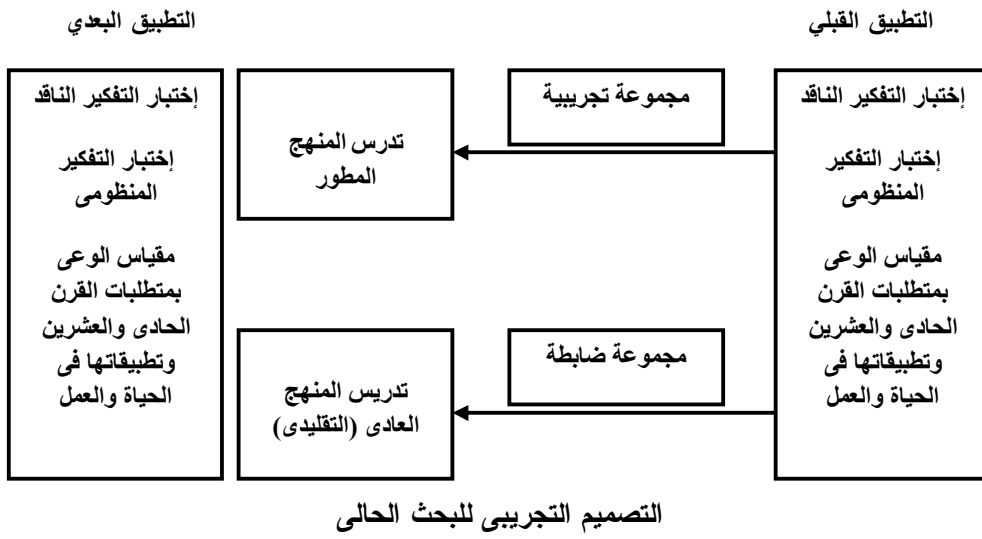 التطبيق القبلي
التطبيق البعدي
إختبار التفكير الناقد
إختبار التفكير
المنظومى
مقياس الوعى
بمتطلبات القرن
الحادى والعشرين
وتطبيقاتها فى
الحياة والعمل
مجموعة تجريبية
تدرس المنهج
المطور
مجموعة ضابطة
تدريس المنهج
العادى (التقليدى)
إختبار التفكير الناقد
إختبار التفكير
المنظومى
مقياس الوعى
بمتطلبات القرن
الحادى والعشرين
وتطبيقاتها فى
الحياة والعمل
التصميم التجريبى للبحث الحالى